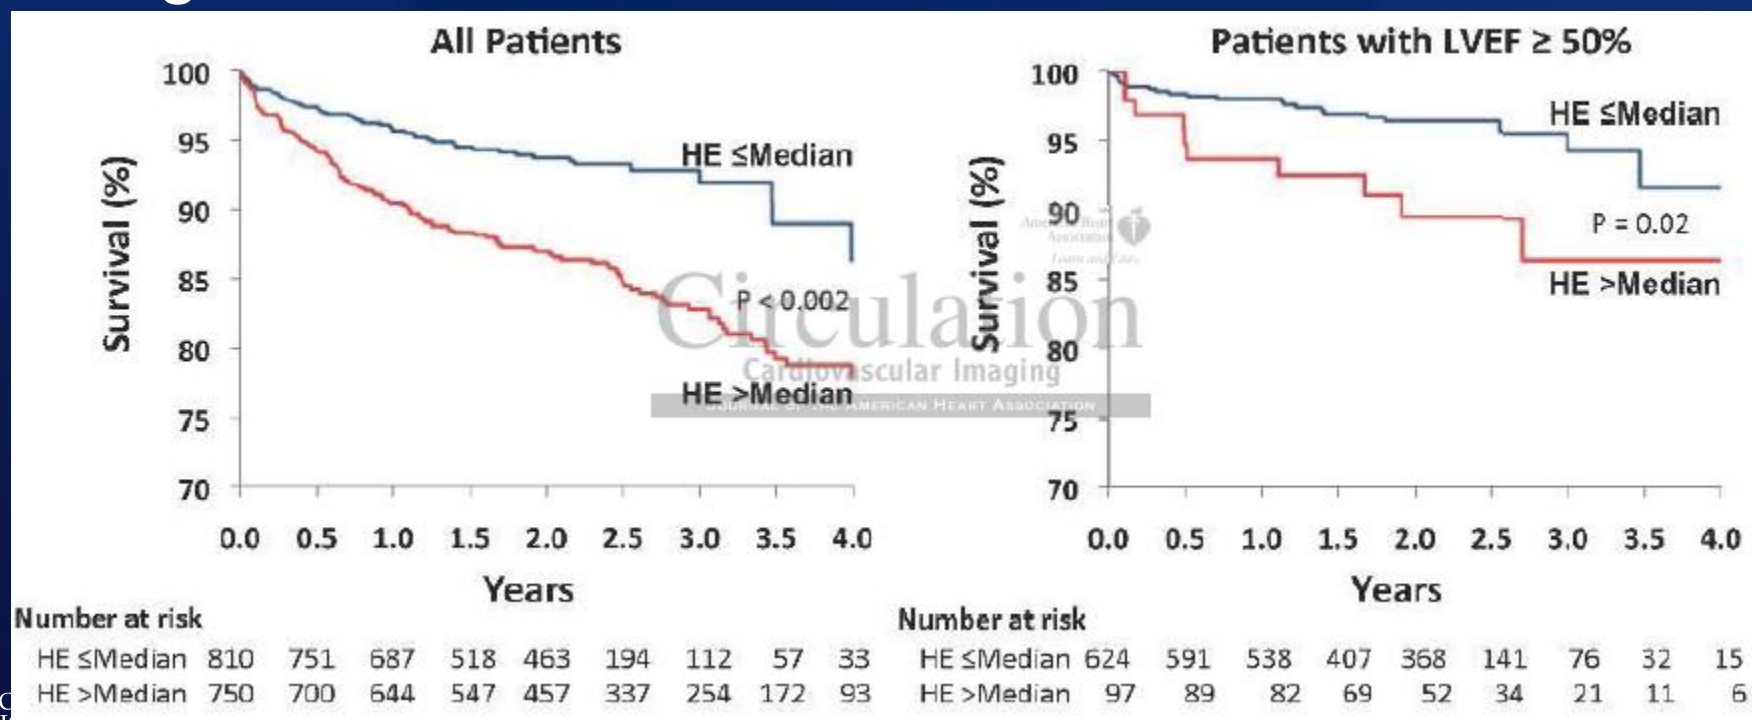 All Patients
100
95
90
85
80
75
70
Survival (%)
HE ≤Median
P < 0.002
HE >Median
0.0 0.5 1.0 1.5 2.0 2.5 3.0 3.5 4.0
Years
Number at risk
HE ≤Median 810 751 687 518 463 194 112 57 33
HE >Median 750 700 644 547 457 337 254 172 93
Patients with LVEF ≥ 50%
100
95
90
85
80
75
70
Survival (%)
HE ≤Median
P = 0.02
HE >Median
0.0 0.5 1.0 1.5 2.0 2.5 3.0 3.5 4.0
Years
Number at risk
HE ≤Median 624 591 538 407 368 141 76 32 15
HE >Median 97 89 82 69 52 34 21 11 6
American Heart
Association
Learn and Live
Circulation
Cardiovascular Imaging
JOURNAL OF THE AMERICAN HEART ASSOCIATION